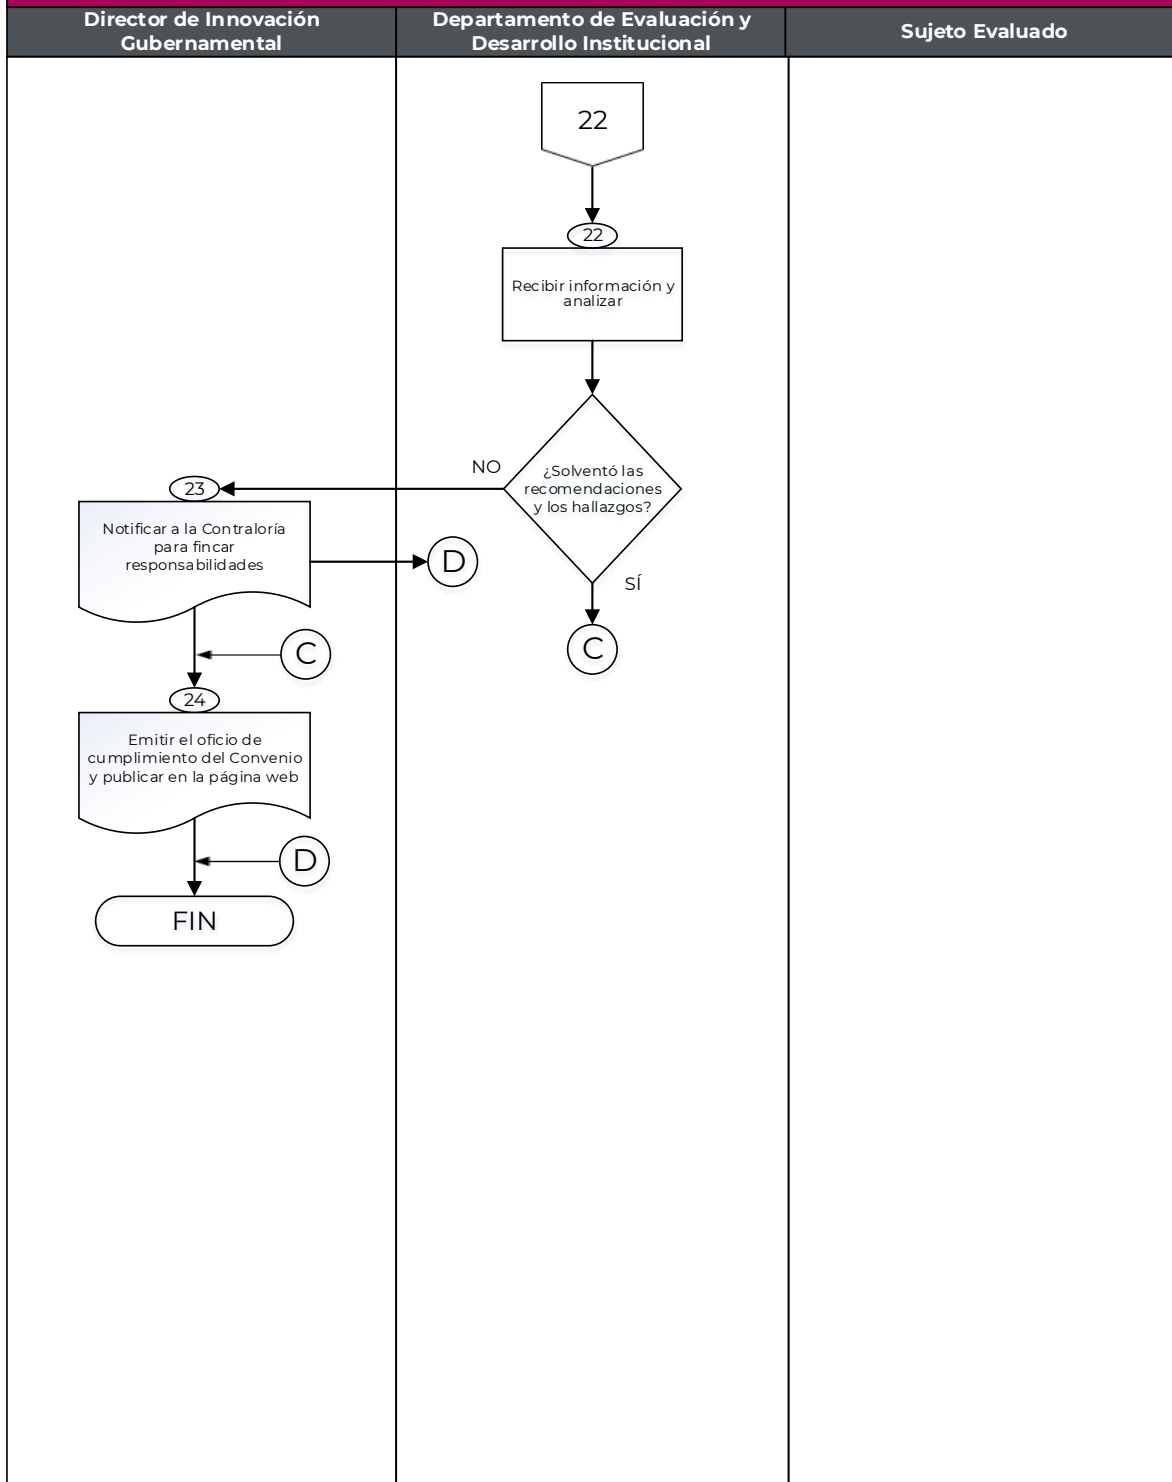 Director de Innovación
Gubernamental
Departamento de Evaluación y
Desarrollo Institucional
Sujeto Evaluado
22
22
Recibir información y
analizar
¿Solventó las
recomendaciones
y los hallazgos?
NO
SÍ
23
Notificar a la Contraloría
para fincar
responsabilidades
D
C
C
24
Emitir el oficio de
cumplimiento del Convenio
y publicar en la página web
D
FIN